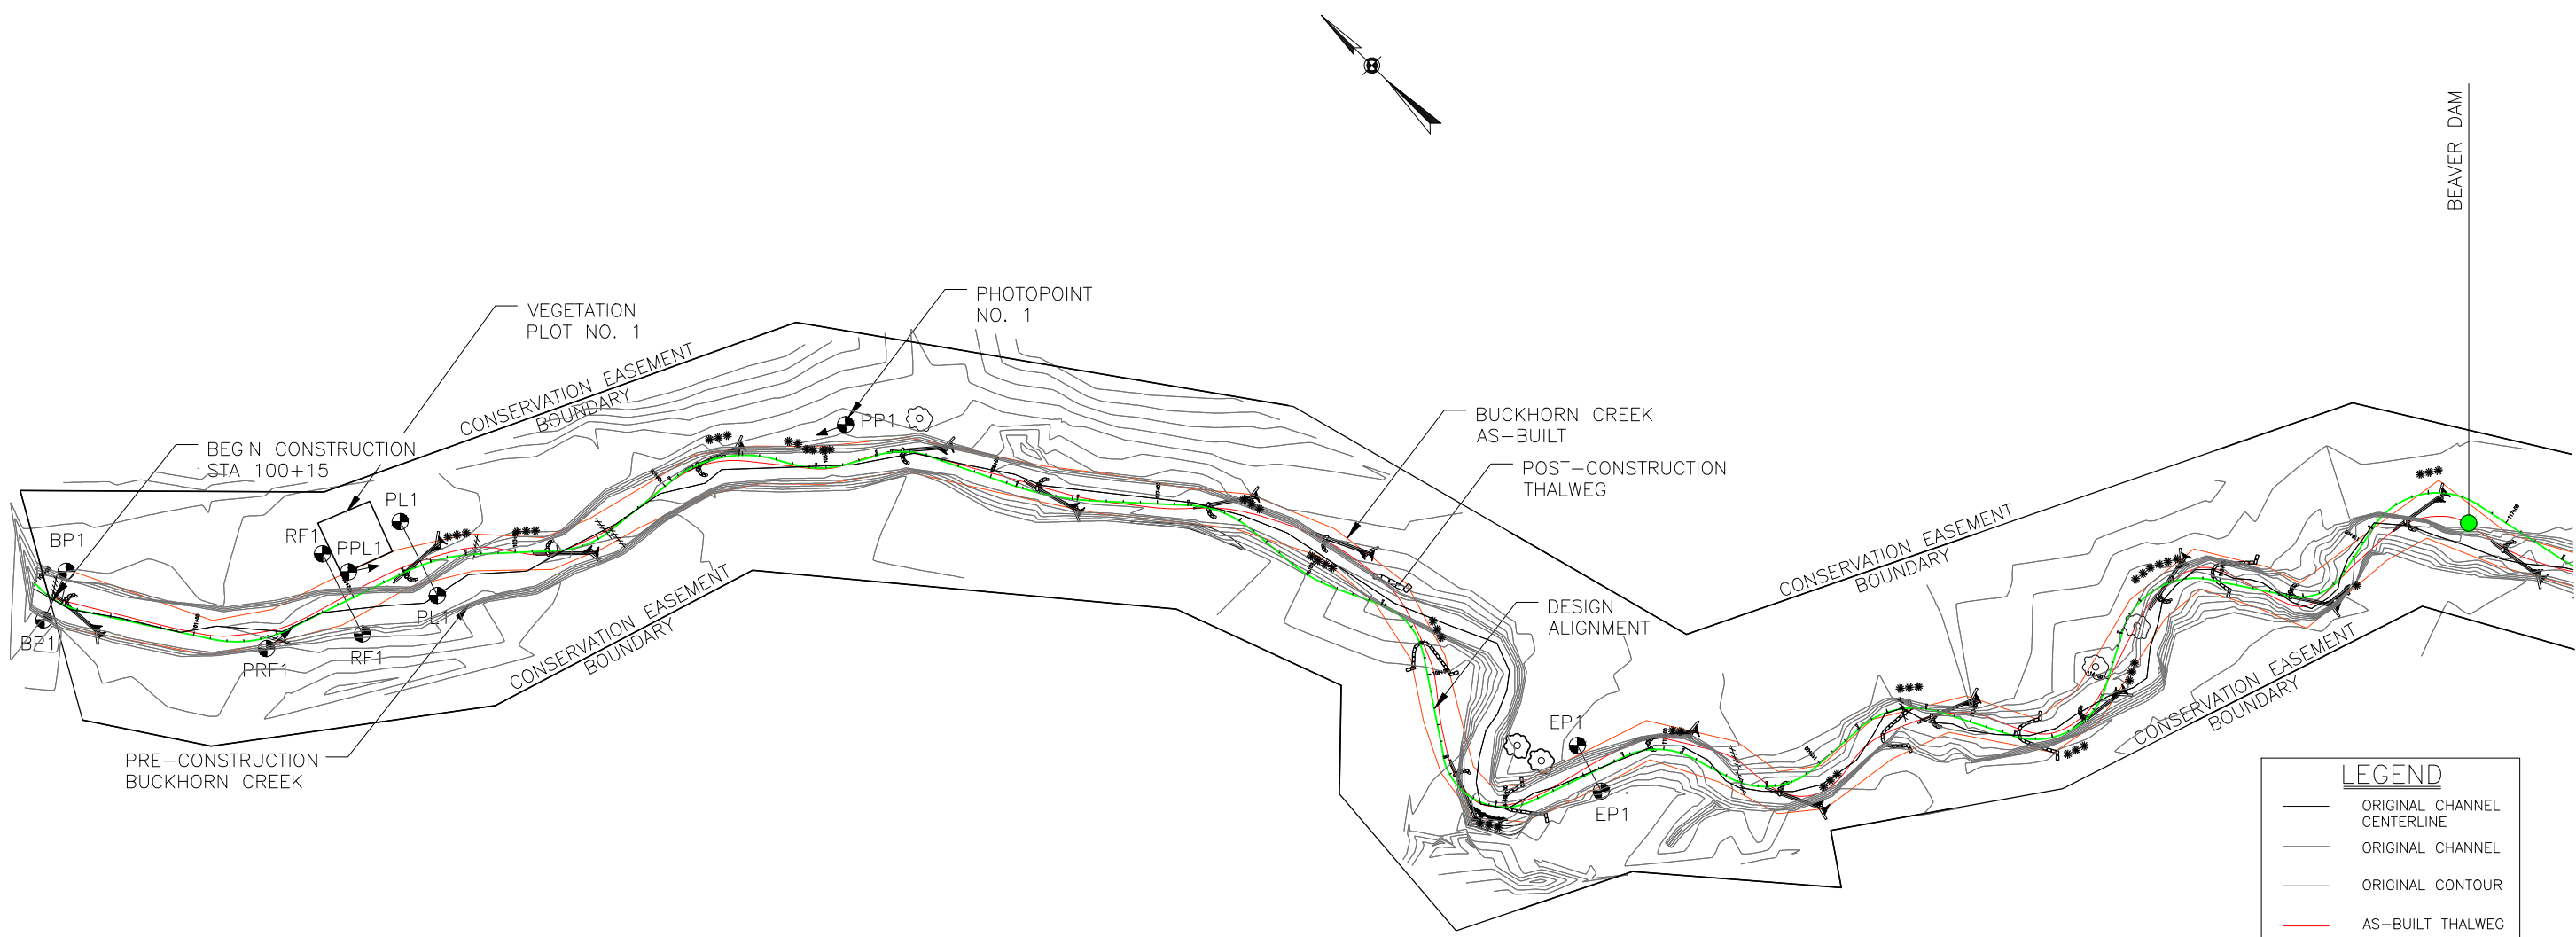 BEAVER DAM
PHOTOPOINT
NO. 1
VEGETATION
PLOT NO. 1
CONSERVATION EASEMENT
BOUNDARY
BUCKHORN CREEK
AS-BUILT
PP1
BEGIN CONSTRUCTION
STA 100+15
POST-CONSTRUCTION
THALWEG
PL1
RF1
PPL1
BP1
CONSERVATION EASEMENT
BOUNDARY
CONSERVATION EASEMENT
BOUNDARY
DESIGN
ALIGNMENT
PL1
BP1
RF1
PRF1
CONSERVATION EASEMENT
BOUNDARY
EP1
EP1
PRE-CONSTRUCTION
BUCKHORN CREEK
LEGEND
ORIGINAL CHANNEL
CENTERLINE
ORIGINAL CHANNEL
ORIGINAL CONTOUR
AS-BUILT THALWEG